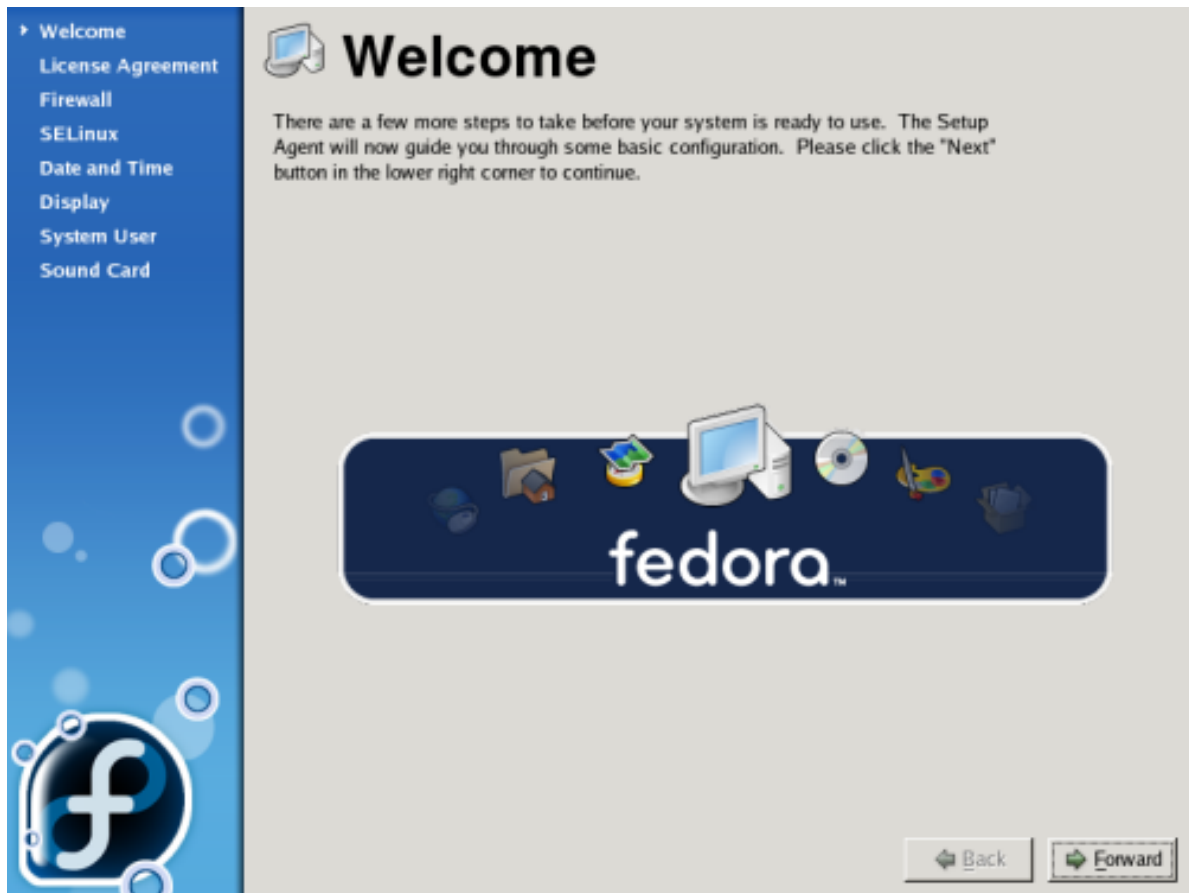 Welcome
License Agreement
Firewall
SELinux
Date and Time
Display
System User
Sound Card
Welcome
There are a few more steps to take before your system is ready to use. The Setup
Agent will now guide you through some basic configuration. Please click the "Next"
button in the lower right corner to continue.
fedora™
Back
Forward